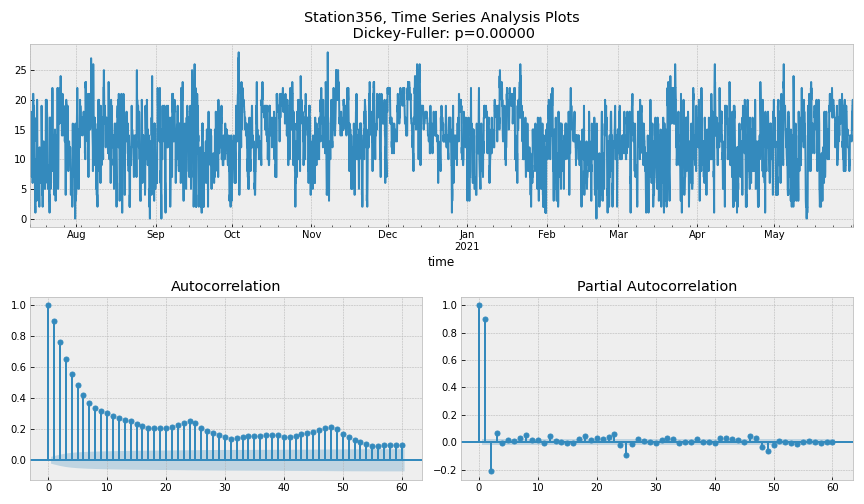 Station356, Time Series Analysis Plots
Dickey-Fuller: p=0.00000
25
20
15
10
5
0
Aug Sep Oct Nov Dec Jan Feb Mar Apr May
2021
time
Autocorrelation Partial Autocorrelation
1.0
0.8
0.6
0.4
0.2
0.0
0 10 20 30 40 50 60
1.0
0.8
0.6
0.4
0.2
0.0
−0.2
0 10 20 30 40 50 60